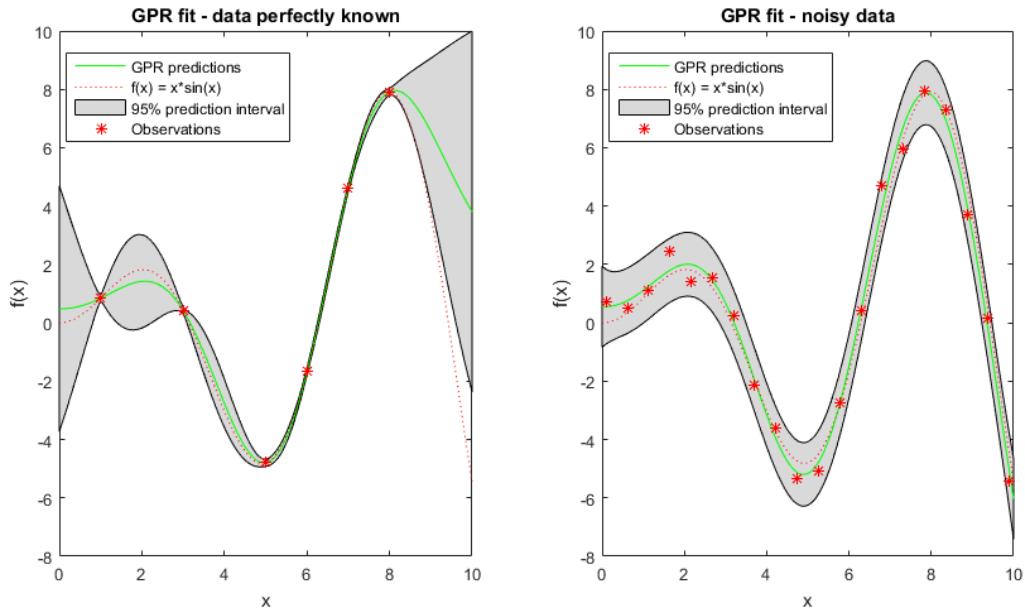 GPR fit - data perfectly known
10
8
6
4
2
0
-2
-4
-6
-8
f(x)
GPR predictions
f(x) = x*sin(x)
95% prediction interval
Observations
0 2 4 6 8 10
x
GPR fit - noisy data
10
8
6
4
2
0
-2
-4
-6
-8
f(x)
GPR predictions
f(x) = x*sin(x)
95% prediction interval
Observations
0 2 4 6 8 10
x